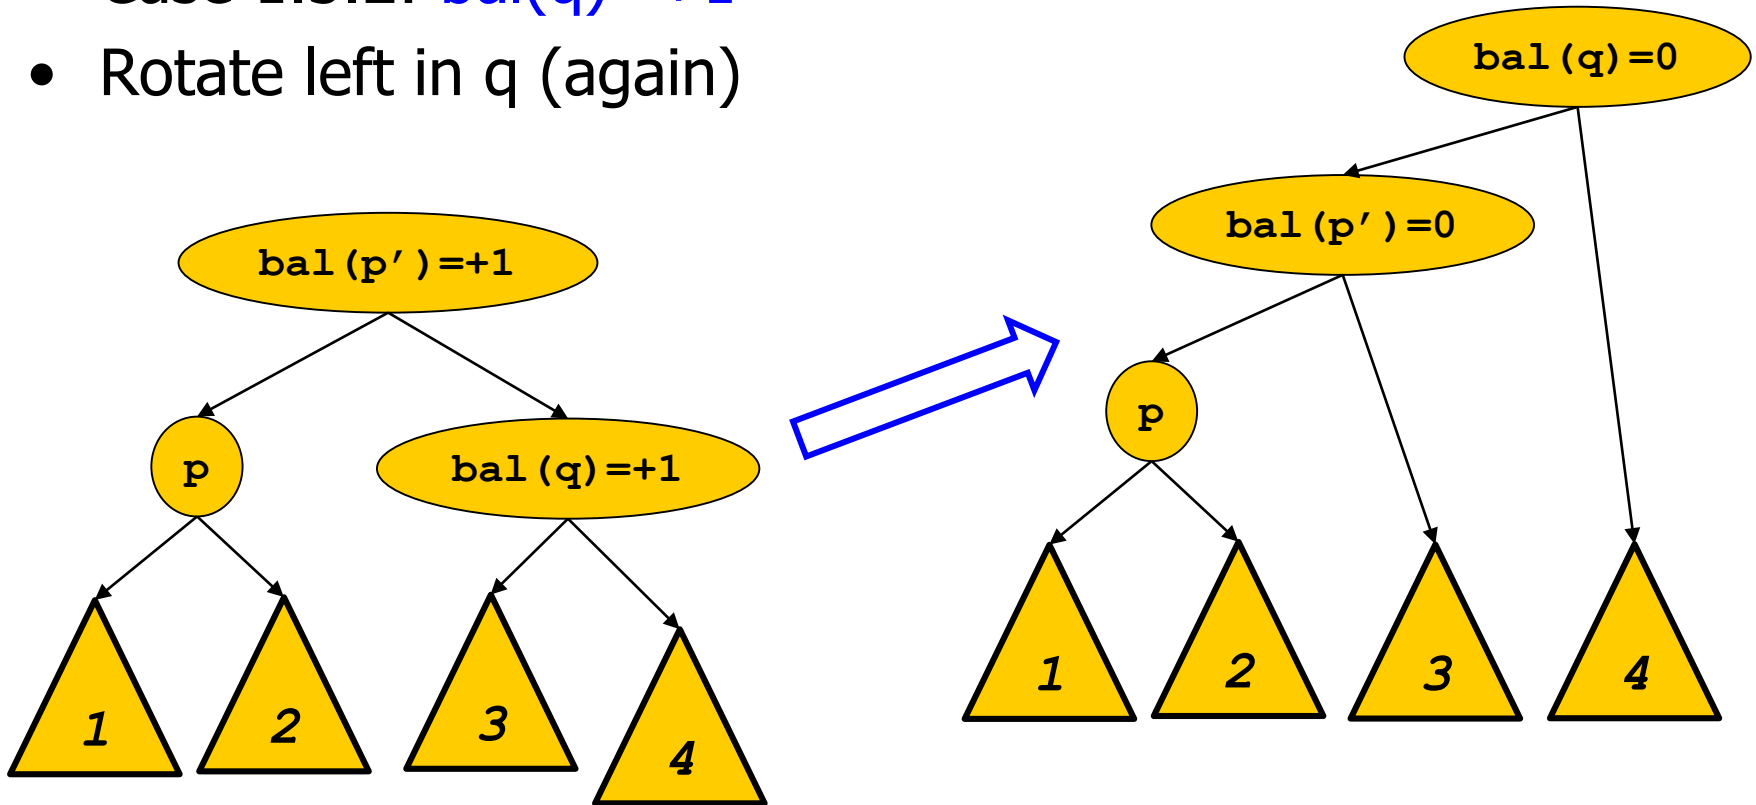 bal(q)=0
• Rotate left in q (again)
bal(p’)=0
bal(p’)=+1
p
p
bal(q)=+1
1
2
3
4
1
2
3
4